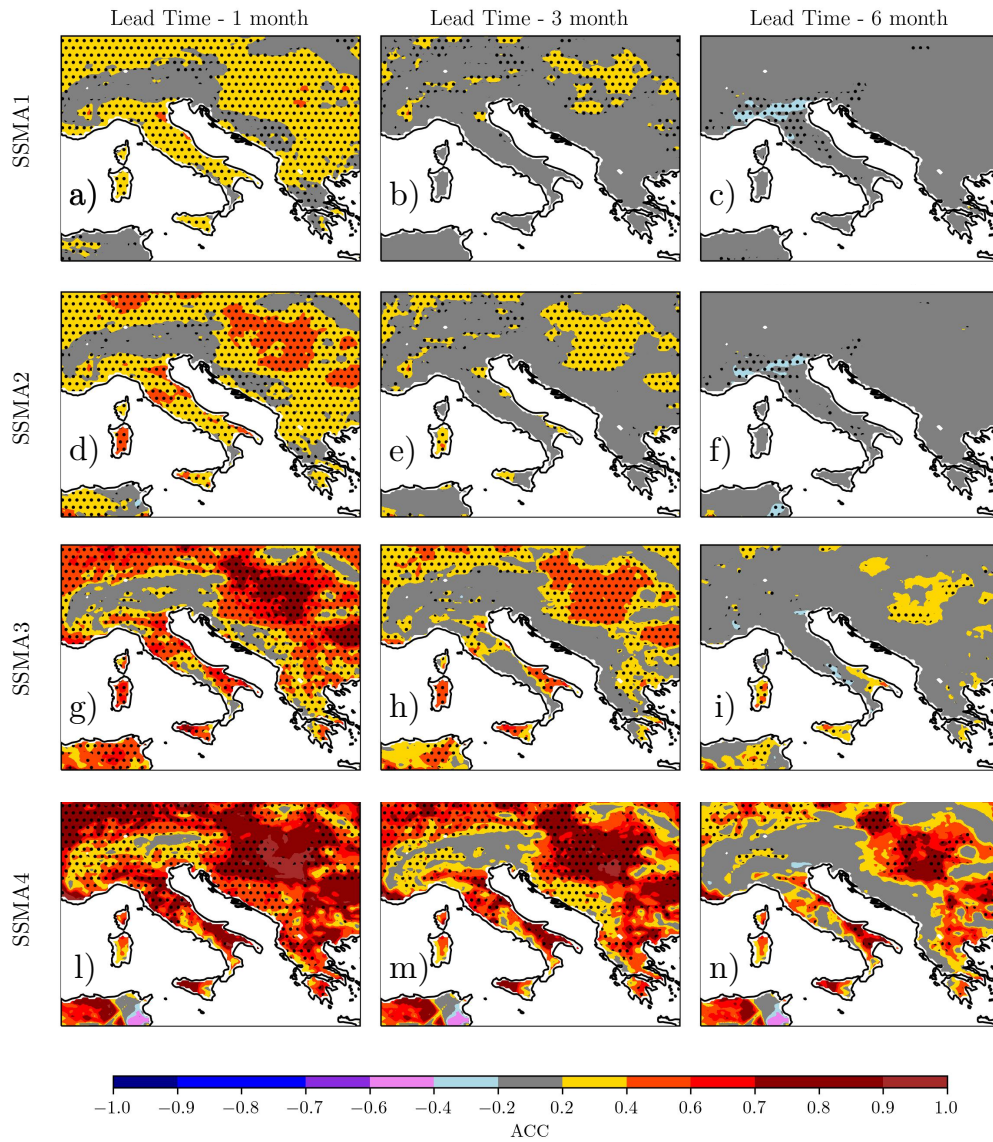 Lead Time - 1 month
Lead Time - 3 month
Lead Time - 6 month
SSMA1
a)
b)
c)
SSMA2
d)
e)
f)
SSMA3
g)
h)
i)
SSMA4
l)
m)
n)
−1.0 −0.9 −0.8 −0.7 −0.6 −0.4 −0.2 0.2 0.4 0.6 0.7 0.8 0.9 1.0
ACC